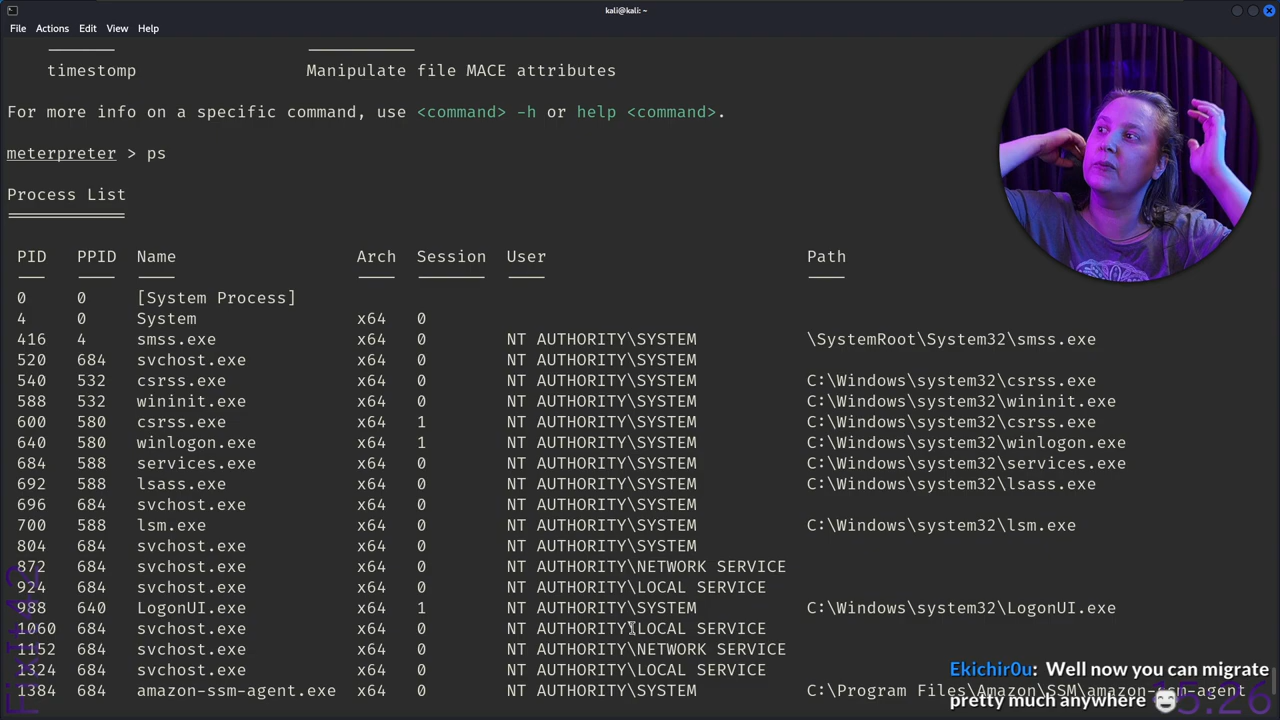 kali@kali: ~
File Actions Edit View Help
timestomp Manipulate file MACE attributes
For more info on a specific command, use <command> -h or help <command>.
meterpreter > ps
Process List
PID PPID Name Arch Session User Path
0 0 [System Process]
4 0 System x64 0
416 4 smss.exe x64 0 NT AUTHORITY\SYSTEM \SystemRoot\System32\smss.exe
520 684 svchost.exe x64 0 NT AUTHORITY\SYSTEM
540 532 csrss.exe x64 0 NT AUTHORITY\SYSTEM C:\Windows\system32\csrss.exe
588 532 wininit.exe x64 0 NT AUTHORITY\SYSTEM C:\Windows\system32\wininit.exe
600 580 csrss.exe x64 1 NT AUTHORITY\SYSTEM C:\Windows\system32\csrss.exe
640 580 winlogon.exe x64 1 NT AUTHORITY\SYSTEM C:\Windows\system32\winlogon.exe
684 588 services.exe x64 0 NT AUTHORITY\SYSTEM C:\Windows\system32\services.exe
692 588 lsass.exe x64 0 NT AUTHORITY\SYSTEM C:\Windows\system32\lsass.exe
696 684 svchost.exe x64 0 NT AUTHORITY\SYSTEM
700 588 lsm.exe x64 0 NT AUTHORITY\SYSTEM C:\Windows\system32\lsm.exe
804 684 svchost.exe x64 0 NT AUTHORITY\SYSTEM
872 684 svchost.exe x64 0 NT AUTHORITY\NETWORK SERVICE
924 684 svchost.exe x64 0 NT AUTHORITY\LOCAL SERVICE
988 640 LogonUI.exe x64 1 NT AUTHORITY\SYSTEM C:\Windows\system32\LogonUI.exe
1060 684 svchost.exe x64 0 NT AUTHORITY\LOCAL SERVICE
1152 684 svchost.exe x64 0 NT AUTHORITY\NETWORK SERVICE
1324 684 svchost.exe x64 0 NT AUTHORITY\LOCAL SERVICE
1384 684 amazon-ssm-agent.exe x64 0 NT AUTHORITY\SYSTEM C:\Program Files\Amazon\SSM\amazon-ssm-agent
Ekichir0u: Well now you can migrate
pretty much anywhere
15:26